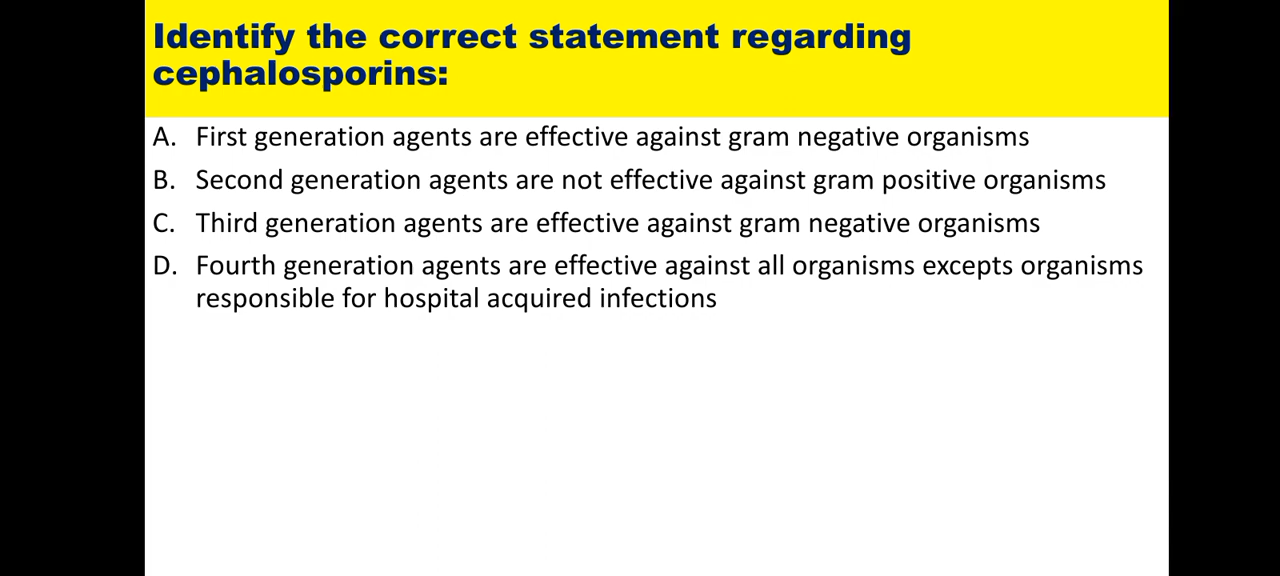 Identify the correct statement regarding
cephalosporins:
A. First generation agents are effective against gram negative organisms
B. Second generation agents are not effective against gram positive organisms
C. Third generation agents are effective against gram negative organisms
D. Fourth generation agents are effective against all organisms excepts organisms
responsible for hospital acquired infections